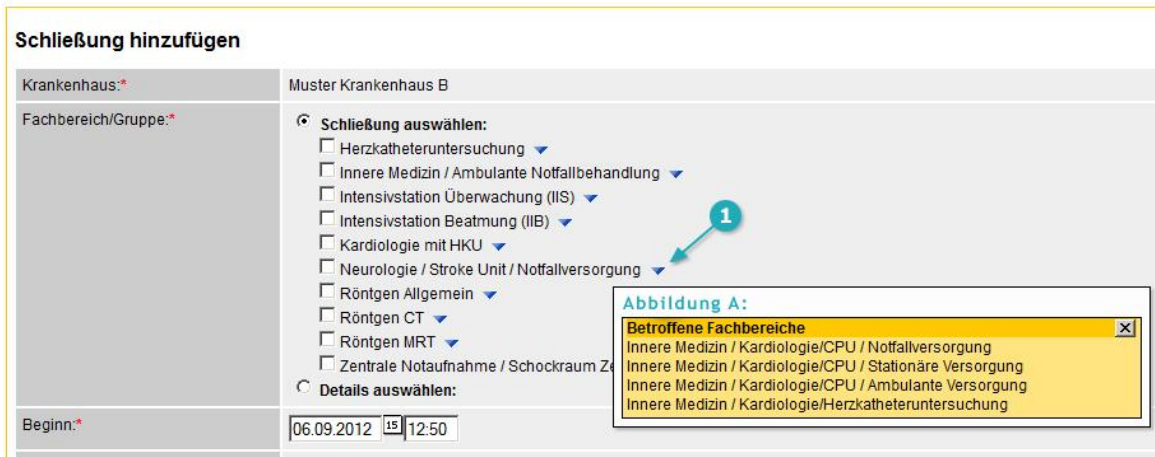 Schließung hinzufügen
Krankenhaus:*
Muster Krankenhaus B
Fachbereich/Gruppe:*
Schließung auswählen:
Herzkatheteruntersuchung
Innere Medizin / Ambulante Notfallbehandlung
Intensivstation Überwachung (IIS)
Intensivstation Beatmung (IIB)
1
Kardiologie mit HKU
Neurologie / Stroke Unit / Notfallversorgung
Röntgen Allgemein
Röntgen CT
Röntgen MRT
Zentrale Notaufnahme / Schockraum
Details auswählen:
Abbildung A:
Betroffene Fachbereiche X
Innere Medizin / Kardiologie/CPU / Notfallversorgung
Innere Medizin / Kardiologie/CPU / Stationäre Versorgung
Innere Medizin / Kardiologie/CPU / Ambulante Versorgung
Innere Medizin / Kardiologie/Herzkatheteruntersuchung
Beginn:*
06.09.2012 15 12:50